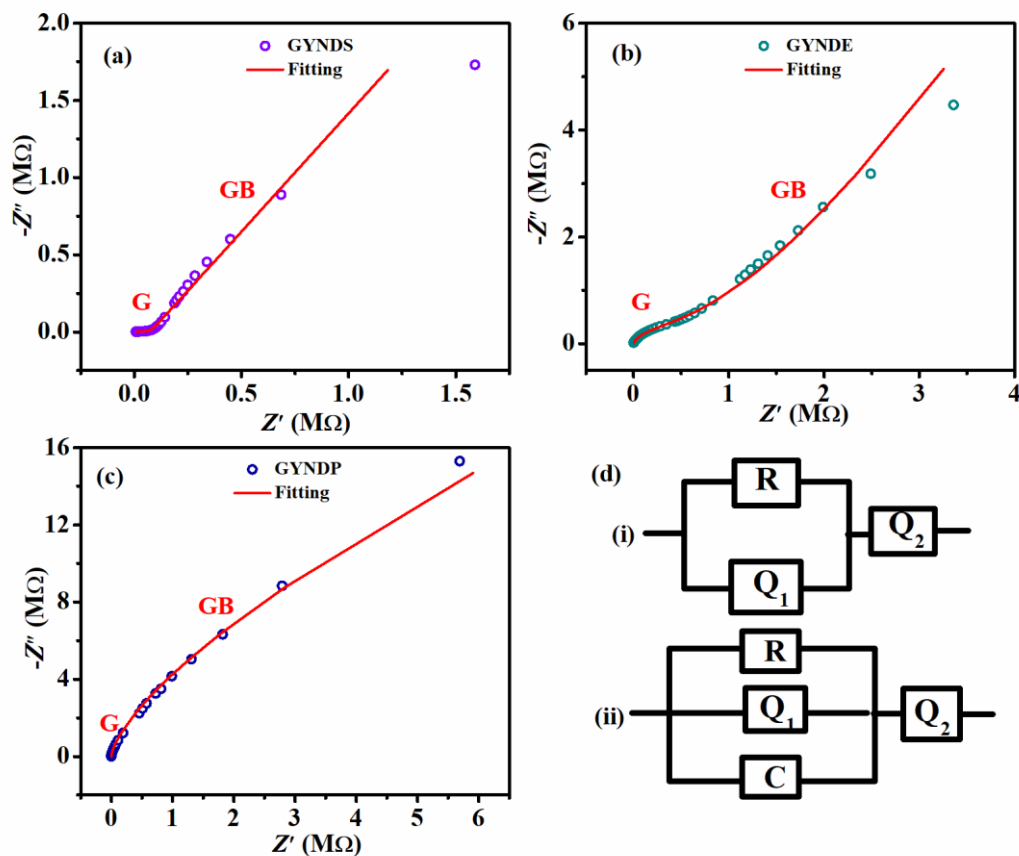 (a)
GYNDS
Fitting
2.0
1.5
1.0
0.5
0.0
-Z″ (MΩ)
GB
G
0.0 0.5 1.0 1.5
Z′ (MΩ)
(b)
GYNDE
Fitting
6
4
2
0
-Z″ (MΩ)
GB
G
0 1 2 3 4
Z′ (MΩ)
(c)
GYNDP
Fitting
16
12
8
4
0
-Z″ (MΩ)
GB
G
0 1 2 3 4 5 6
Z′ (MΩ)
(d)
R
(i)
Q₂
Q₁
R
(ii)
Q₁
Q₂
C